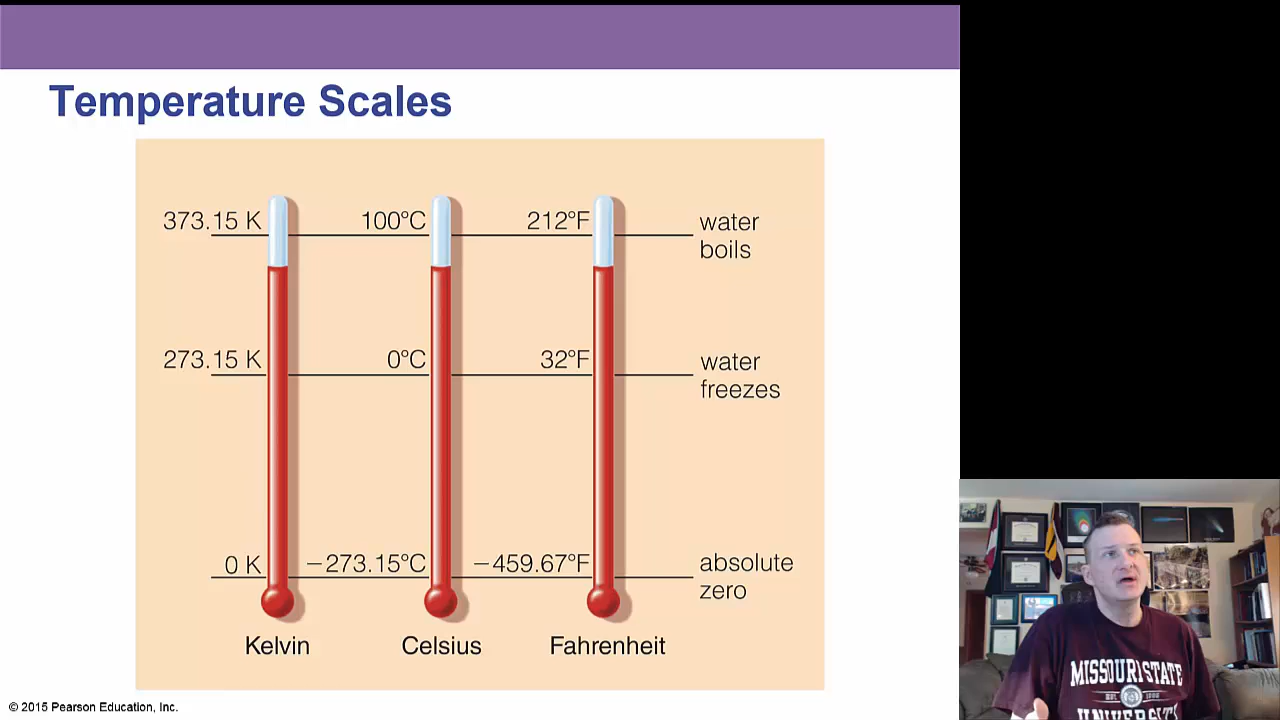 Temperature Scales
373.15 K 100°C 212°F water
boils
273.15 K 0°C 32°F water
freezes
0 K −273.15°C −459.67°F absolute
zero
Kelvin Celsius Fahrenheit
© 2015 Pearson Education, Inc.
MISSOURI STATE
UNIVERSITY